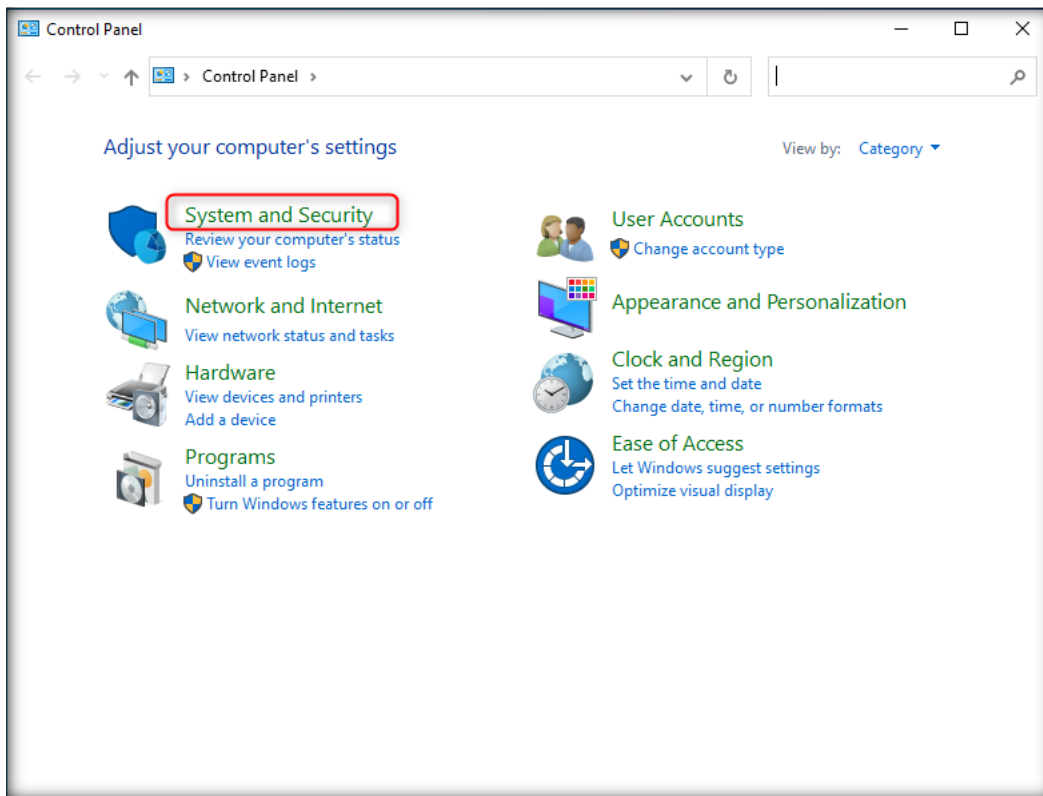 Control Panel
Control Panel
Adjust your computer's settings
View by: Category
System and Security
Review your computer's status
View event logs
Network and Internet
View network status and tasks
Hardware
View devices and printers
Add a device
Programs
Uninstall a program
Turn Windows features on or off
User Accounts
Change account type
Appearance and Personalization
Clock and Region
Set the time and date
Change date, time, or number formats
Ease of Access
Let Windows suggest settings
Optimize visual display